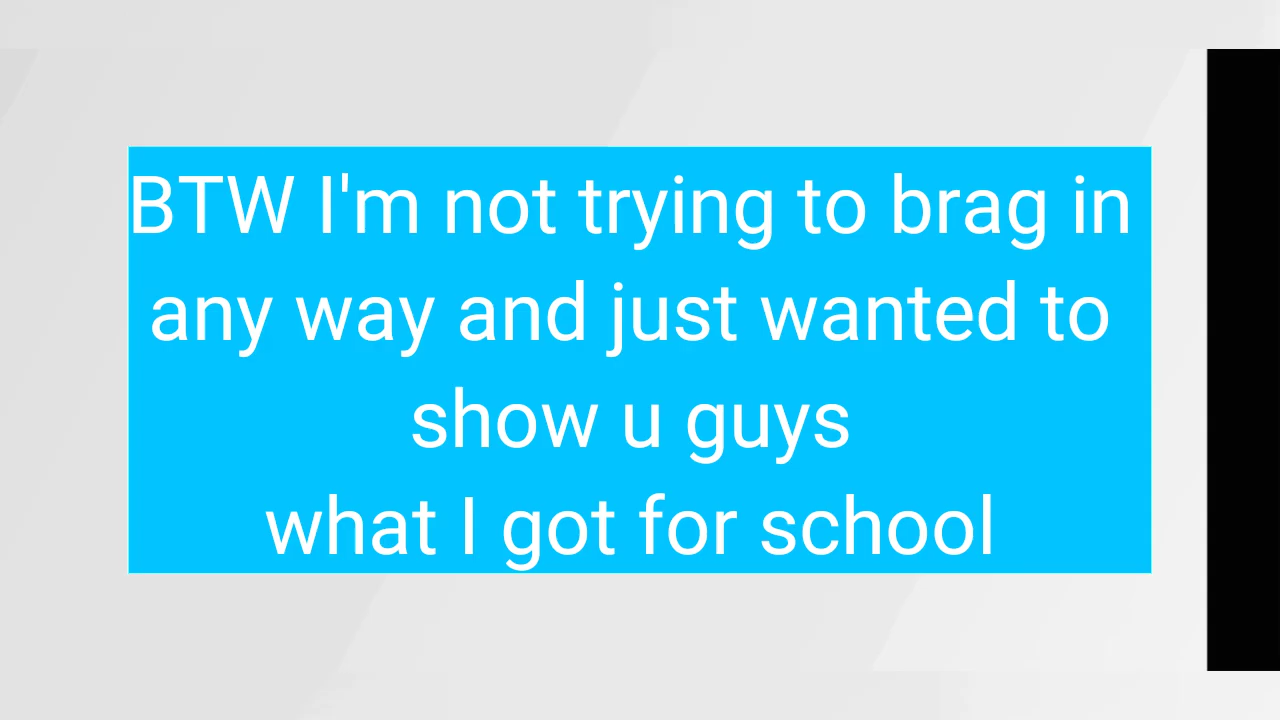 BTW I'm not trying to brag in
any way and just wanted to
show u guys
what I got for school